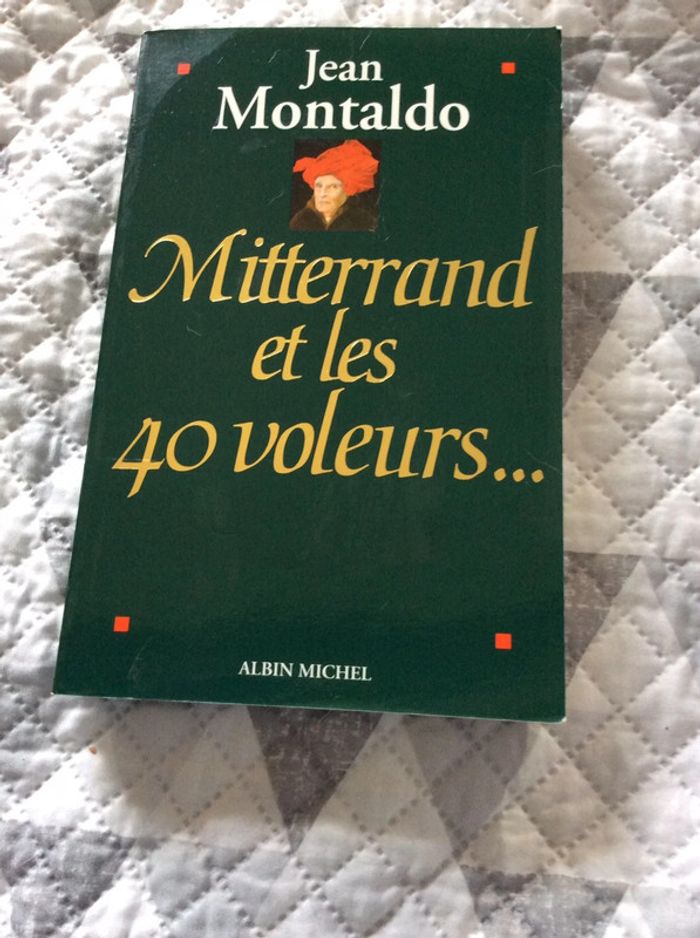 Jean
Montaldo
Mitterrand
et les
40 voleurs...
ALBIN MICHEL